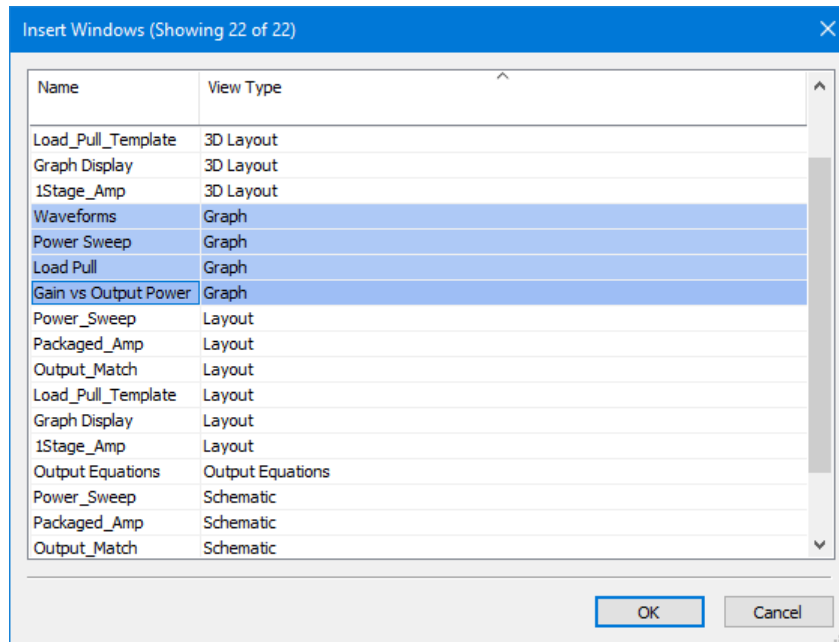 Insert Windows (Showing 22 of 22)
Name View Type
Load_Pull_Template 3D Layout
Graph Display 3D Layout
1Stage_Amp 3D Layout
Waveforms Graph
Power Sweep Graph
Load Pull Graph
Gain vs Output Power Graph
Power_Sweep Layout
Packaged_Amp Layout
Output_Match Layout
Load_Pull_Template Layout
Graph Display Layout
1Stage_Amp Layout
Output Equations Output Equations
Power_Sweep Schematic
Packaged_Amp Schematic
Output_Match Schematic
OK Cancel